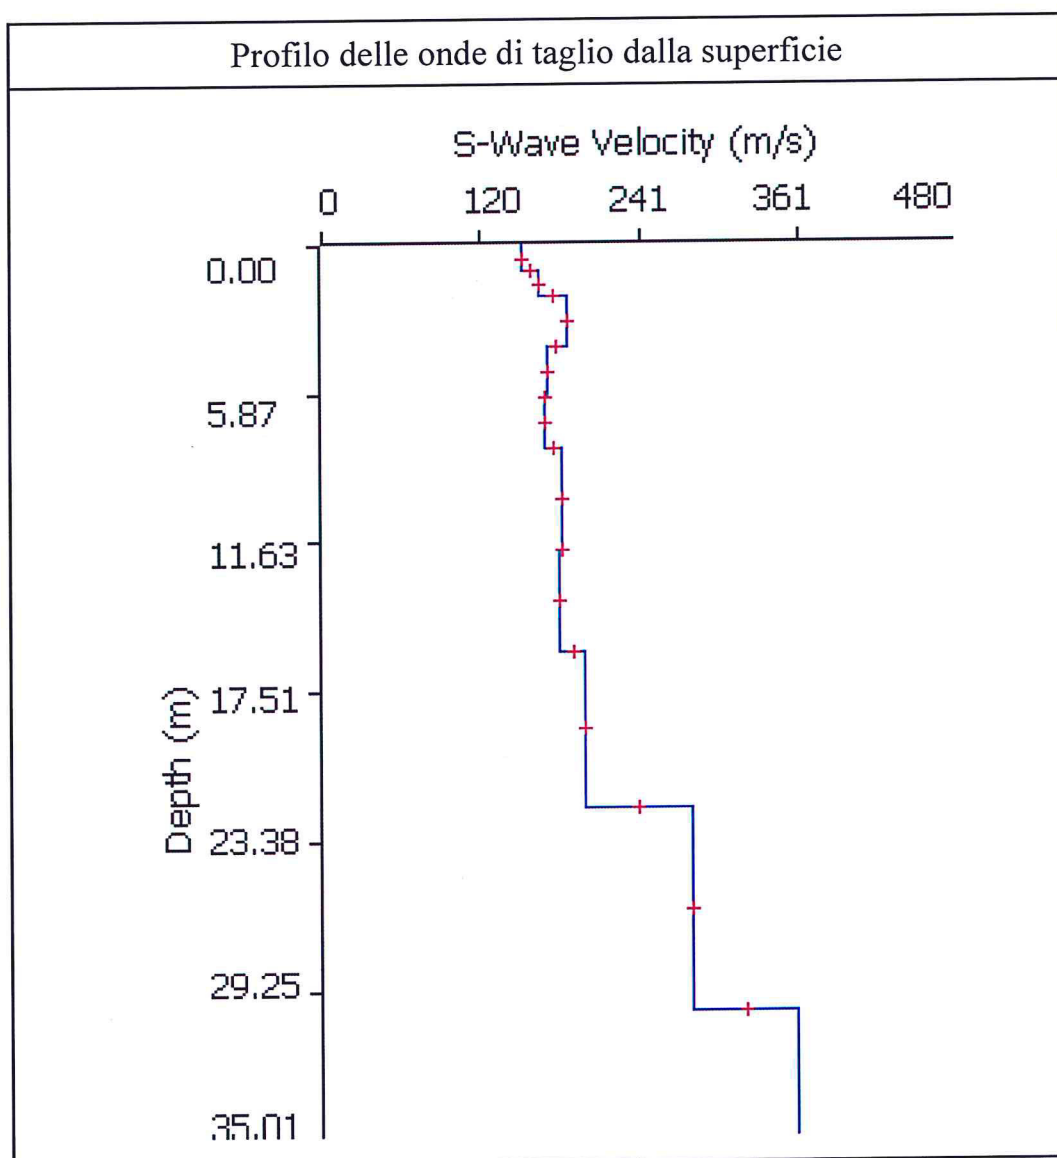 Profilo delle onde di taglio dalla superficie
S-Wave Velocity (m/s)
0 120 241 361 480
0.00
5.87
11.63
17.51
Depth (m)
23.38
29.25
35.01